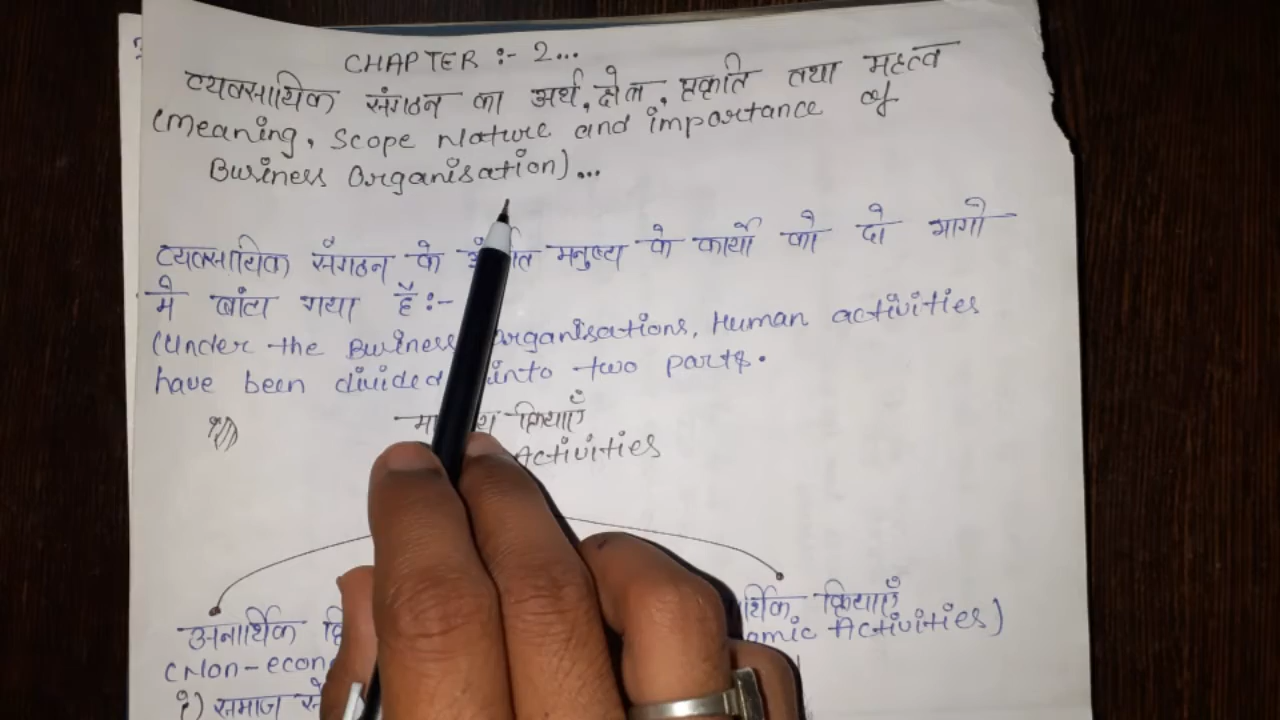 CHAPTER :- 2...
व्यवसायिक संगठन का अर्थ, क्षेत्र, प्रकृति तथा महत्व
(Meaning, Scope Nature and importance of
Business Organisation)...
व्यवसायिक संगठन के मनुष्य के कार्यों को दो भागों
में बांटा गया है:-
(Under the Business Organisations, Human activities
have been divided into two parts.
क्रियाएँ
Activities
अनार्थिक
क्रियाएँ
(Non-econ
omic Activities)
१) समाज